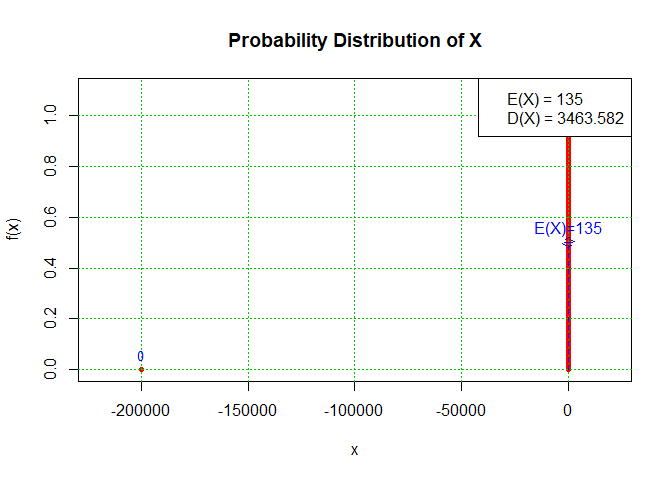 Probability Distribution of X
E(X) = 135
D(X) = 3463.582
E(X)=135
0
f(x)
0.0 0.2 0.4 0.6 0.8 1.0
-200000 -150000 -100000 -50000 0
x